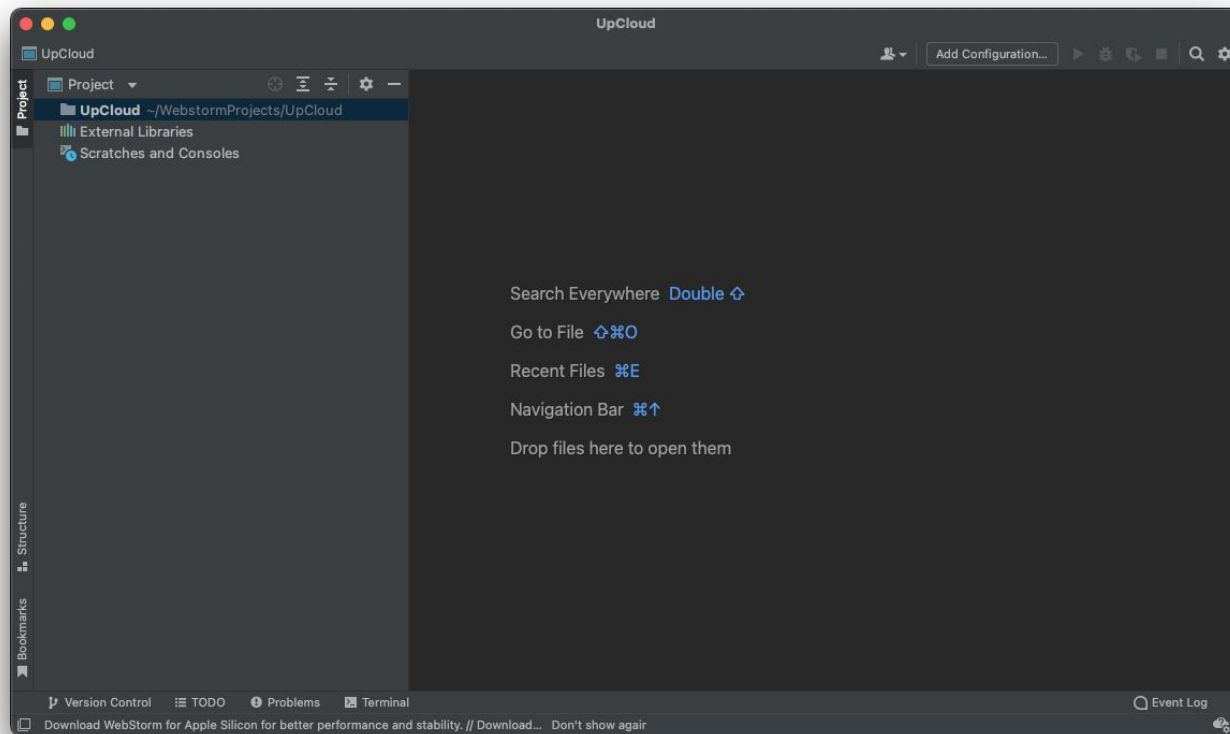 UpCloud
UpCloud
Add Configuration...
Project
Project
UpCloud ~/WebstormProjects/UpCloud
External Libraries
Scratches and Consoles
Search Everywhere Double ⇧
Go to File ⇧⌘O
Recent Files ⌘E
Navigation Bar ⌘↑
Drop files here to open them
Structure
Bookmarks
Version Control TODO Problems Terminal Event Log
Download WebStorm for Apple Silicon for better performance and stability. // Download... Don't show agair